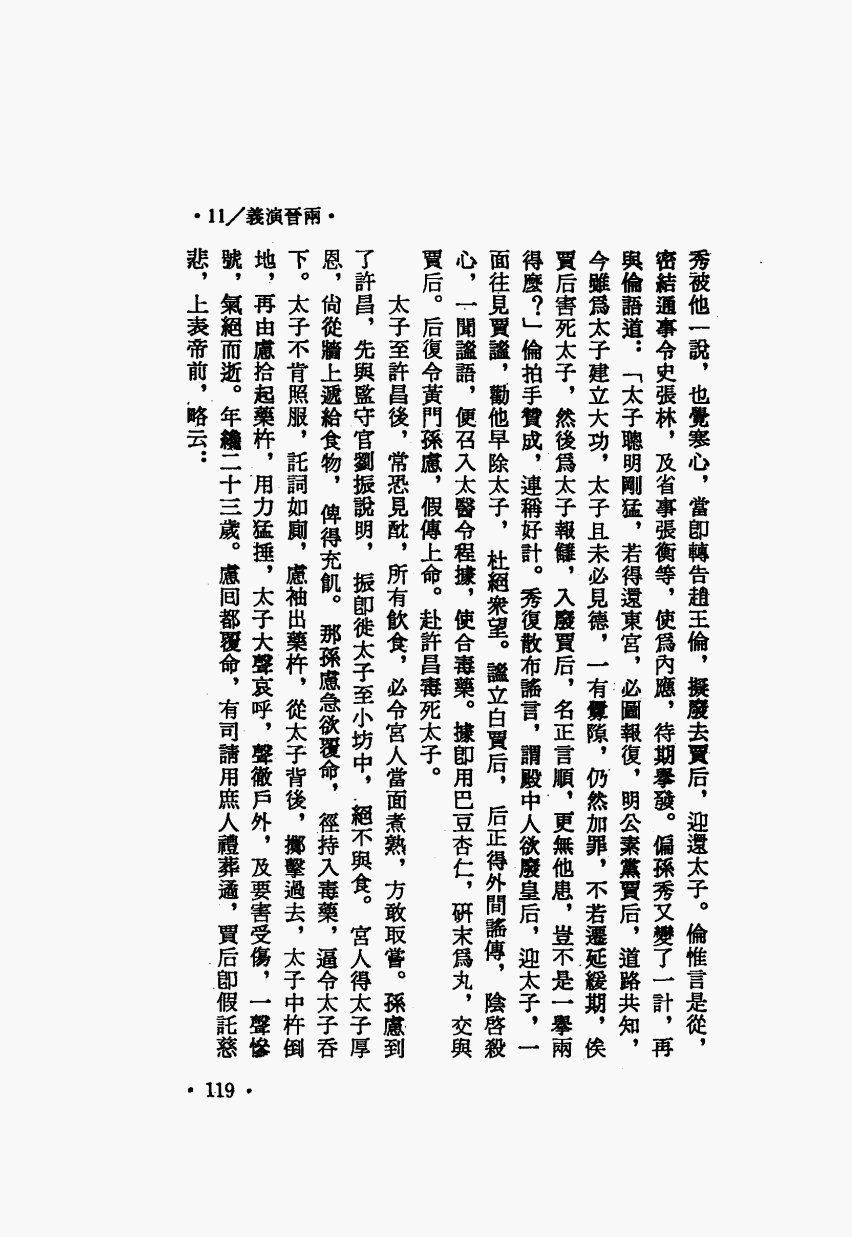 ·11╱義演晉兩·
秀被他一說，也覺寒心，當卽轉告趙王倫，擬廢去賈后，迎還太子。倫惟言是從，
密結通事令史張林，及省事張衡等，使爲內應，待期舉發。偏孫秀又變了一計，再
與倫語道：「太子聰明剛猛，若得還東宮，必圖報復，明公素黨賈后，道路共知，
今雖爲太子建立大功，太子且未必見德，一有釁隙，仍然加罪，不若遷延緩期，俟
賈后害死太子，然後爲太子報讎，入廢賈后，名正言順，更無他患，豈不是一舉兩
得麼？」倫拍手贊成，連稱好計。秀復散布謠言，謂殿中人欲廢皇后，迎太子，一
面往見賈謐，勸他早除太子，杜絕衆望。謐立白賈后，后正得外間謠傳，陰啓殺
心，一聞謐語，便召入太醫令程據，使合毒藥。據卽用巴豆杏仁，研末爲丸，交與
賈后。后復令黃門孫慮，假傳上命。赴許昌毒死太子。
太子至許昌後，常恐見酖，所有飲食，必令宮人當面煮熟，方敢取嘗。孫慮到
了許昌，先與監守官劉振說明，振卽徙太子至小坊中，絕不與食。宮人得太子厚
恩，尙從牆上遞給食物，俾得充飢。那孫慮急欲覆命，徑持入毒藥，逼令太子吞
下。太子不肯照服，託詞如廁，慮袖出藥杵，從太子背後，擲擊過去，太子中杵倒
地，再由慮拾起藥杵，用力猛捶，太子大聲哀呼，聲徹戶外，及要害受傷，一聲慘
號，氣絕而逝。年纔二十三歲。慮囘都覆命，有司請用庶人禮葬遹，賈后卽假託慈
悲，上表帝前，略云：
·119·